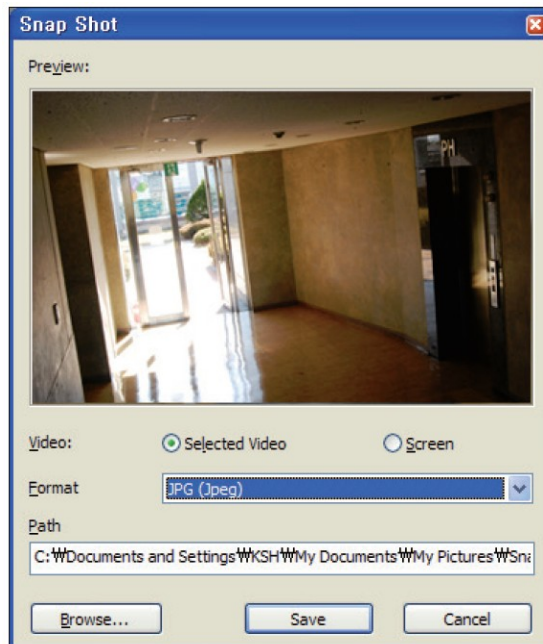 Snap Shot
Preview:
PH
Video:
Selected Video
Screen
Format
JPG (Jpeg)
Path
C:₩Documents and Settings₩KSH₩My Documents₩My Pictures₩Sna
Browse...
Save
Cancel